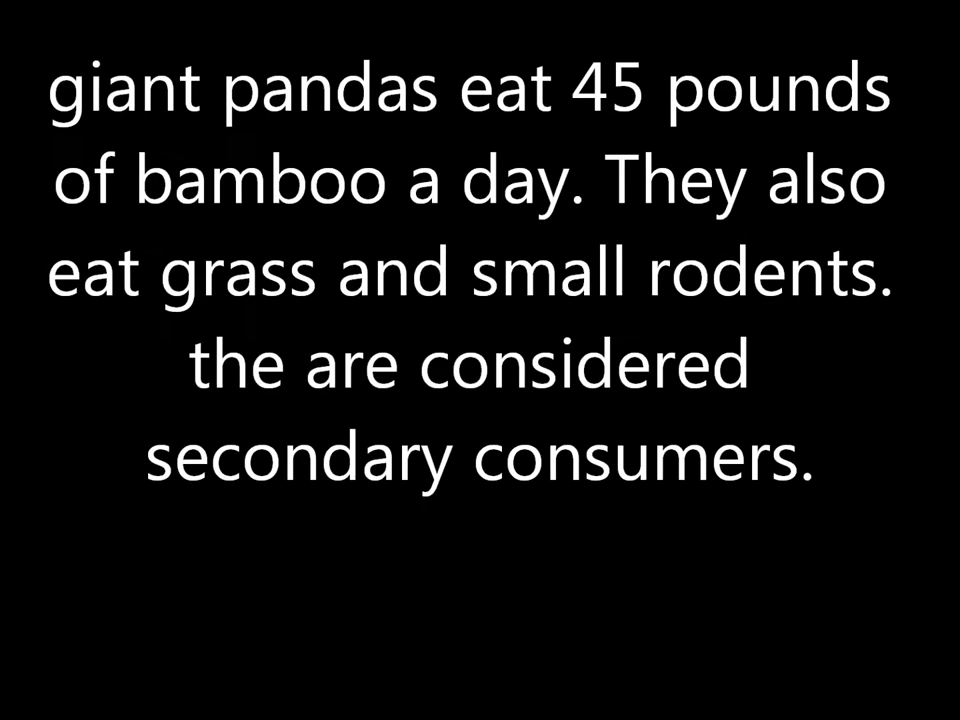 giant pandas eat 45 pounds
of bamboo a day. They also
eat grass and small rodents.
the are considered
secondary consumers.